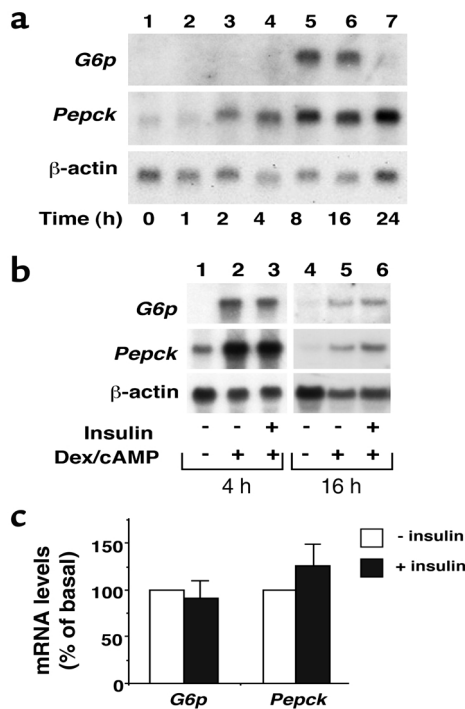 a
1 2 3 4 5 6 7
G6p
Pepck
β-actin
Time (h) 0 1 2 4 8 16 24
b
1 2 3 4 5 6
G6p
Pepck
β-actin
Insulin - - + - - +
Dex/cAMP - + + - + +
4 h 16 h
c
mRNA levels
(% of basal)
150
100
50
0
G6p Pepck
- insulin
+ insulin